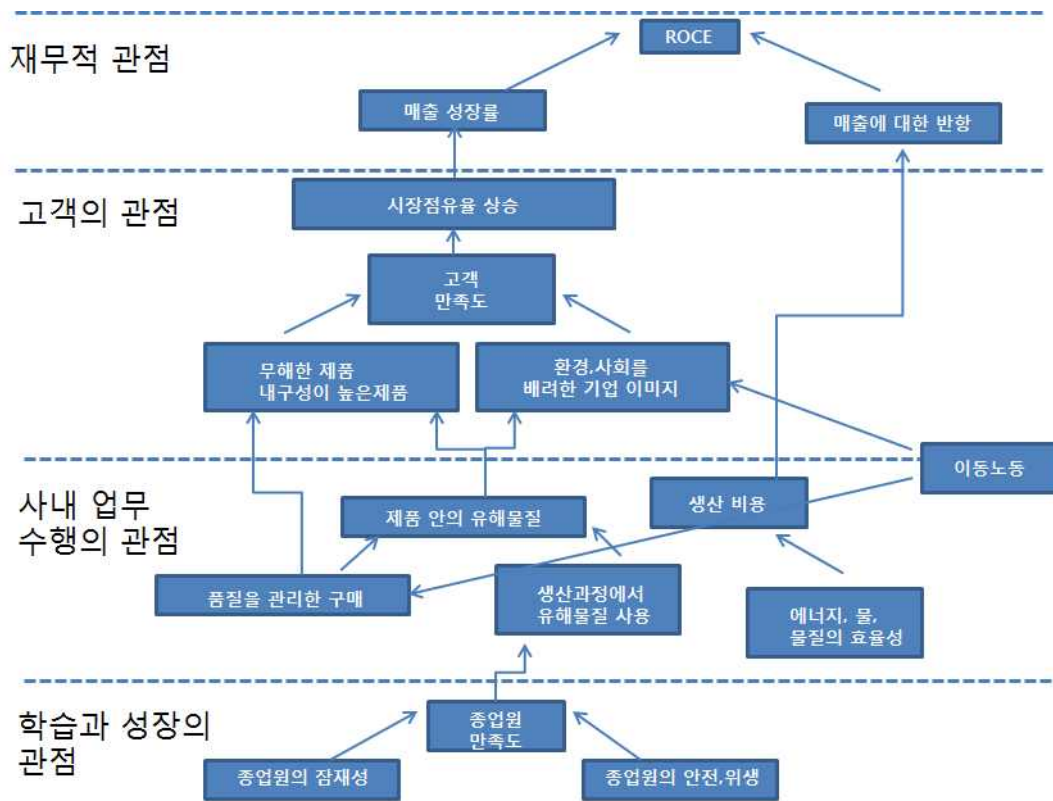 ROCE
재무적 관점
매출 성장률
매출에 대한 반항
고객의 관점
시장점유율 상승
고객
만족도
무해한 제품
내구성이 높은제품
환경.사회를
배려한 기업 이미지
이동노동
사내 업무
수행의 관점
제품 안의 유해물질
생산 비용
품질을 관리한 구매
생산과정에서
유해물질 사용
에너지, 물,
물질의 효율성
학습과 성장의
관점
종업원
만족도
종업원의 잠재성
종업원의 안전,위생